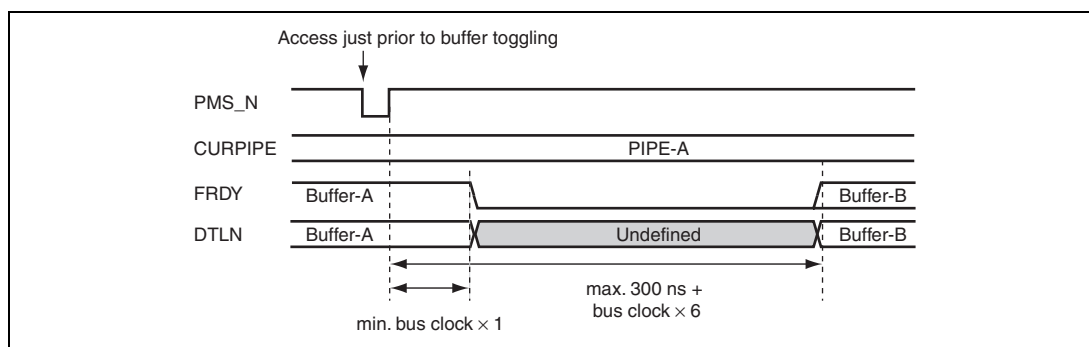 Access just prior to buffer toggling
PMS_N
CURPIPE
PIPE-A
FRDY
Buffer-A
Buffer-B
DTLN
Buffer-A
Undefined
Buffer-B
max. 300 ns +
bus clock × 6
min. bus clock × 1